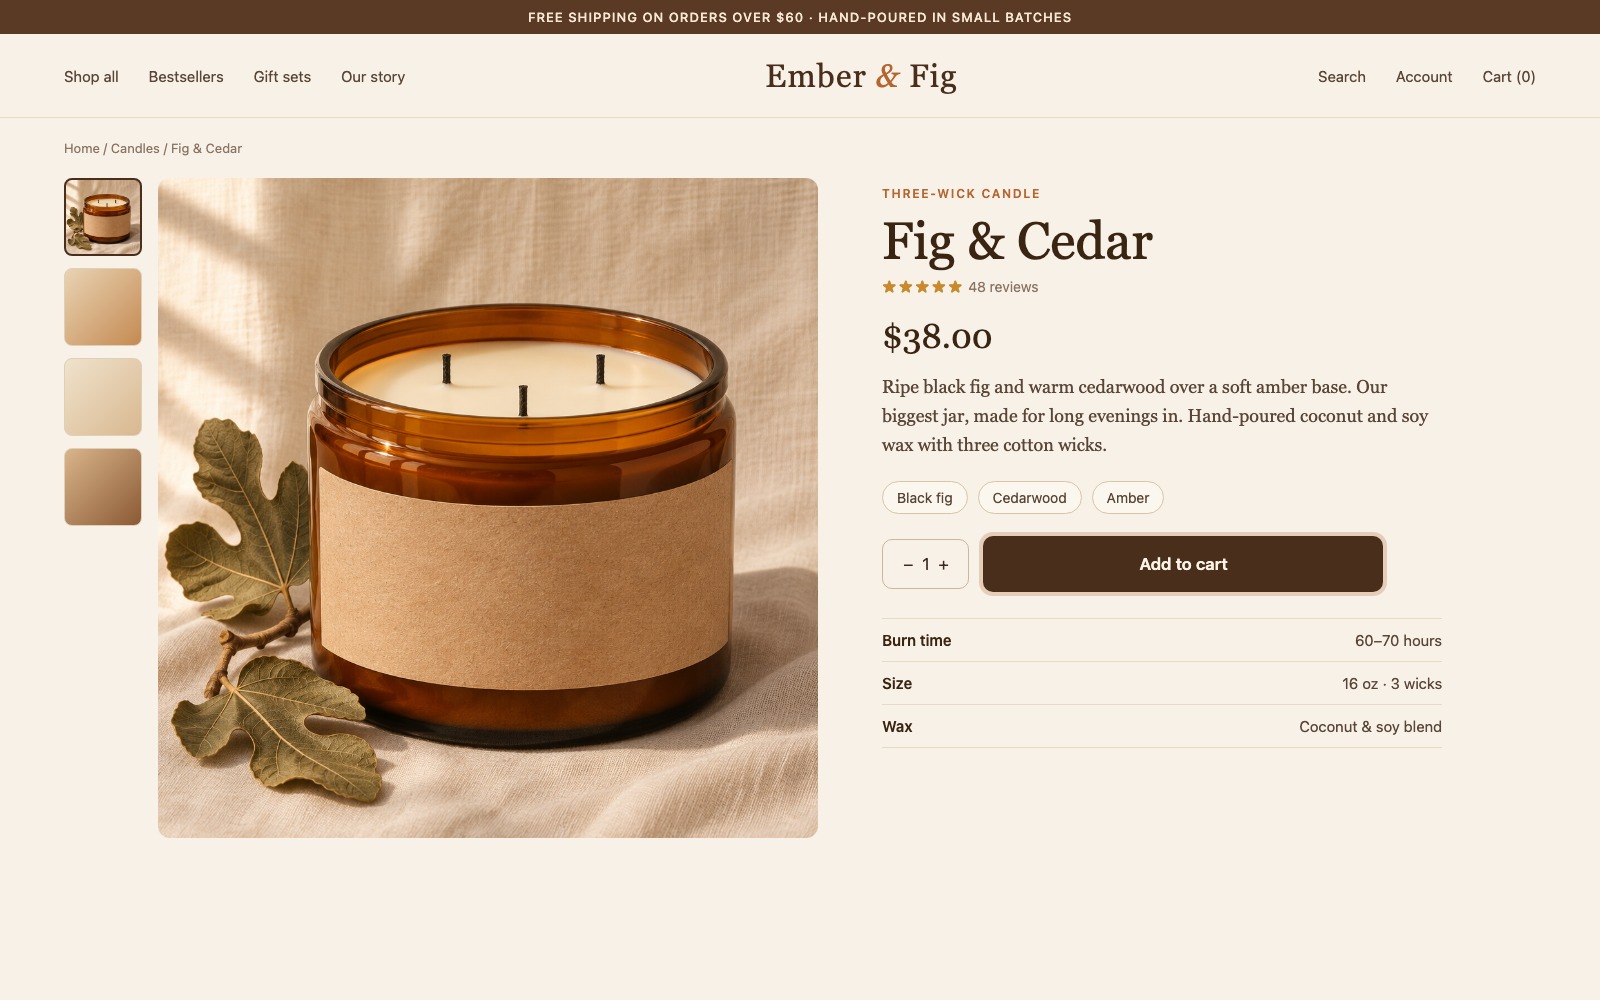 FREE SHIPPING ON ORDERS OVER $60 · HAND-POURED IN SMALL BATCHES
Shop all
Bestsellers
Gift sets
Our story
Ember & Fig
Search
Account
Cart (0)
Home / Candles / Fig & Cedar
THREE-WICK CANDLE
Fig & Cedar
★★★★★ 48 reviews
$38.00
Ripe black fig and warm cedarwood over a soft amber base. Our
biggest jar, made for long evenings in. Hand-poured coconut and soy
wax with three cotton wicks.
Black fig
Cedarwood
Amber
− 1 +
Add to cart
Burn time
60–70 hours
Size
16 oz · 3 wicks
Wax
Coconut & soy blend